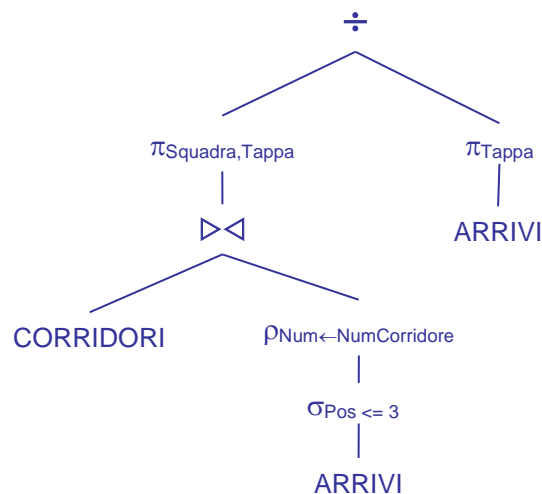 ÷
πSquadra,Tappa πTappa
▷◁ ARRIVI
CORRIDORI ρNum←NumCorridore
σPos <= 3
ARRIVI